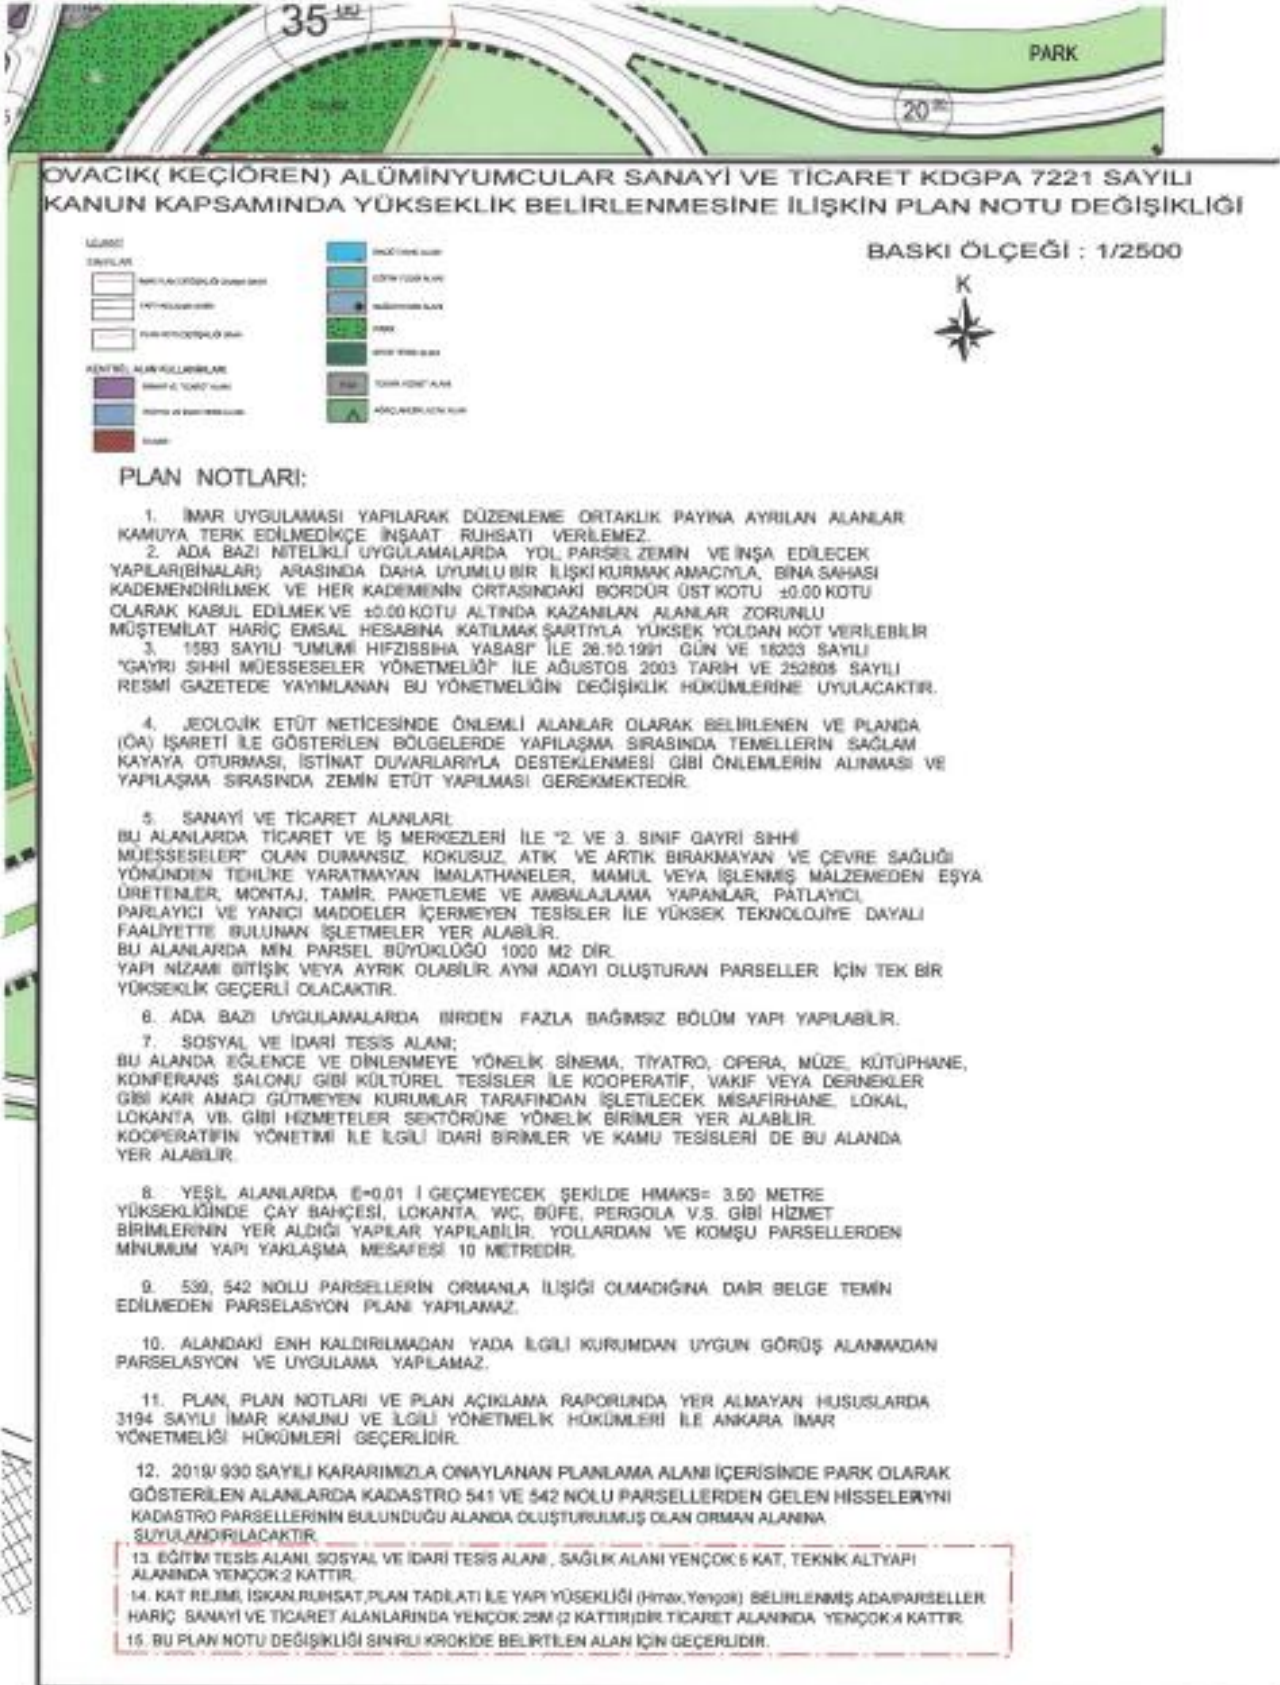 35 00
PARK
20 00
OVACIK( KEÇİÖREN) ALÜMİNYUMCULAR SANAYİ VE TİCARET KDGPA 7221 SAYILI
KANUN KAPSAMINDA YÜKSEKLİK BELİRLENMESİNE İLİŞKİN PLAN NOTU DEĞİŞİKLİĞİ
BASKI ÖLÇEĞİ : 1/2500
K
SINIRLAR
KENTSEL ALAN KULLANIMLARI
PARK
PLAN NOTLARI:
1. İMAR UYGULAMASI YAPILARAK DÜZENLEME ORTAKLIK PAYINA AYRILAN ALANLAR
KAMUYA TERK EDİLMEDİKÇE İNŞAAT RUHSATI VERİLEMEZ.
2. ADA BAZI NİTELİKLİ UYGULAMALARDA YOL, PARSEL ZEMİN VE İNŞA EDİLECEK
YAPILAR(BİNALAR) ARASINDA DAHA UYUMLU BİR İLİŞKİ KURMAK AMACIYLA, BİNA SAHASI
KADEMENDİRİLMEK VE HER KADEMENİN ORTASINDAKİ BORDÜR ÜST KOTU ±0.00 KOTU
OLARAK KABUL EDİLMEK VE ±0.00 KOTU ALTINDA KAZANILAN ALANLAR ZORUNLU
MÜŞTEMİLAT HARİÇ EMSAL HESABINA KATILMAK ŞARTIYLA YÜKSEK YOLDAN KOT VERİLEBİLİR
3. 1593 SAYILI "UMUMİ HIFZISSIHA YASASI" İLE 26.10.1991 GÜN VE 18203 SAYILI
"GAYRI SIHHİ MÜESSESELER YÖNETMELİĞİ" İLE AĞUSTOS 2003 TARİH VE 252808 SAYILI
RESMİ GAZETEDE YAYIMLANAN BU YÖNETMELİĞİN DEĞİŞİKLİK HÜKÜMLERİNE UYULACAKTIR.
4. JEOLOJİK ETÜT NETİCESİNDE ÖNLEMLİ ALANLAR OLARAK BELİRLENEN VE PLANDA
(ÖA) İŞARETİ İLE GÖSTERİLEN BÖLGELERDE YAPILAŞMA SIRASINDA TEMELLERİN SAĞLAM
KAYAYA OTURMASI, İSTİNAT DUVARLARIYLA DESTEKLENMESİ GİBİ ÖNLEMLERİN ALINMASI VE
YAPILAŞMA SIRASINDA ZEMİN ETÜT YAPILMASI GEREKMEKTEDİR.
5. SANAYİ VE TİCARET ALANLARI;
BU ALANLARDA TİCARET VE İŞ MERKEZLERİ İLE "2. VE 3. SINIF GAYRİ SIHHİ
MÜESSESELER" OLAN DUMANSIZ, KOKUSUZ, ATIK VE ARTIK BIRAKMAYAN VE ÇEVRE SAĞLIĞI
YÖNÜNDEN TEHLİKE YARATMAYAN İMALATHANELER, MAMUL VEYA İŞLENMİŞ MALZEMEDEN EŞYA
ÜRETENLER, MONTAJ, TAMİR, PAKETLEME VE AMBALAJLAMA YAPANLAR, PATLAYICI,
PARLAYICI VE YANICI MADDELER İÇERMEYEN TESİSLER İLE YÜKSEK TEKNOLOJİYE DAYALI
FAALİYETTE BULUNAN İŞLETMELER YER ALABİLİR.
BU ALANLARDA MİN. PARSEL BÜYÜKLÜĞÜ 1000 M2 DİR.
YAPI NİZAMI BİTİŞİK VEYA AYRIK OLABİLİR. AYNI ADAYI OLUŞTURAN PARSELLER İÇİN TEK BİR
YÜKSEKLİK GEÇERLİ OLACAKTIR.
6. ADA BAZI UYGULAMALARDA BİRDEN FAZLA BAĞIMSIZ BÖLÜM YAPI YAPILABİLİR.
7. SOSYAL VE İDARİ TESİS ALANI;
BU ALANDA EĞLENCE VE DİNLENMEYE YÖNELİK SİNEMA, TİYATRO, OPERA, MÜZE, KÜTÜPHANE,
KONFERANS SALONU GİBİ KÜLTÜREL TESİSLER İLE KOOPERATİF, VAKIF VEYA DERNEKLER
GİBİ KAR AMACI GÜTMEYEN KURUMLAR TARAFINDAN İŞLETİLECEK MİSAFİRHANE, LOKAL,
LOKANTA VB. GİBİ HİZMETELER SEKTÖRÜNE YÖNELİK BİRİMLER YER ALABİLİR.
KOOPERATİFİN YÖNETİMİ İLE İLGİLİ İDARİ BİRİMLER VE KAMU TESİSLERİ DE BU ALANDA
YER ALABİLİR.
8. YEŞİL ALANLARDA E=0,01 İ GEÇMEYECEK ŞEKİLDE HMAKS= 3.50 METRE
YÜKSEKLİĞİNDE ÇAY BAHÇESİ, LOKANTA, WC, BÜFE, PERGOLA V.S. GİBİ HİZMET
BİRİMLERİNİN YER ALDIĞI YAPILAR YAPILABİLİR. YOLLARDAN VE KOMŞU PARSELLERDEN
MİNUMUM YAPI YAKLAŞMA MESAFESİ 10 METREDİR.
9. 539, 542 NOLU PARSELLERİN ORMANLA İLİŞİĞİ OLMADIĞINA DAİR BELGE TEMİN
EDİLMEDEN PARSELASYON PLANI YAPILAMAZ.
10. ALANDAKİ ENH KALDIRILMADAN YADA İLGİLİ KURUMDAN UYGUN GÖRÜŞ ALANMADAN
PARSELASYON VE UYGULAMA YAPILAMAZ.
11. PLAN, PLAN NOTLARI VE PLAN AÇIKLAMA RAPORUNDA YER ALMAYAN HUSUSLARDA
3194 SAYILI İMAR KANUNU VE İLGİLİ YÖNETMELİK HÜKÜMLERİ İLE ANKARA İMAR
YÖNETMELİĞİ HÜKÜMLERİ GEÇERLİDİR.
12. 2019/ 930 SAYILI KARARIMIZLA ONAYLANAN PLANLAMA ALANI İÇERİSİNDE PARK OLARAK
GÖSTERİLEN ALANLARDA KADASTRO 541 VE 542 NOLU PARSELLERDEN GELEN HİSSELER AYNI
KADASTRO PARSELLERİNİN BULUNDUĞU ALANDA OLUŞTURULMUŞ OLAN ORMAN ALANINA
ŞUYULANDIRILACAKTIR.
13. EĞİTİM TESİS ALANI, SOSYAL VE İDARİ TESİS ALANI , SAĞLIK ALANI YENÇOK:5 KAT, TEKNİK ALTYAPI
ALANINDA YENÇOK:2 KATTIR.
14. KAT REJİMİ, İSKAN,RUHSAT,PLAN TADİLATI İLE YAPI YÜSEKLİĞİ (Hmax,Yençok) BELİRLENMİŞ ADA/PARSELLER
HARİÇ SANAYİ VE TİCARET ALANLARINDA YENÇOK:25M (2 KATTIR)DİR.TİCARET ALANINDA YENÇOK:4 KATTIR.
15. BU PLAN NOTU DEĞİŞİKLİĞİ SINIRLI KROKİDE BELİRTİLEN ALAN İÇİN GEÇERLİDİR.